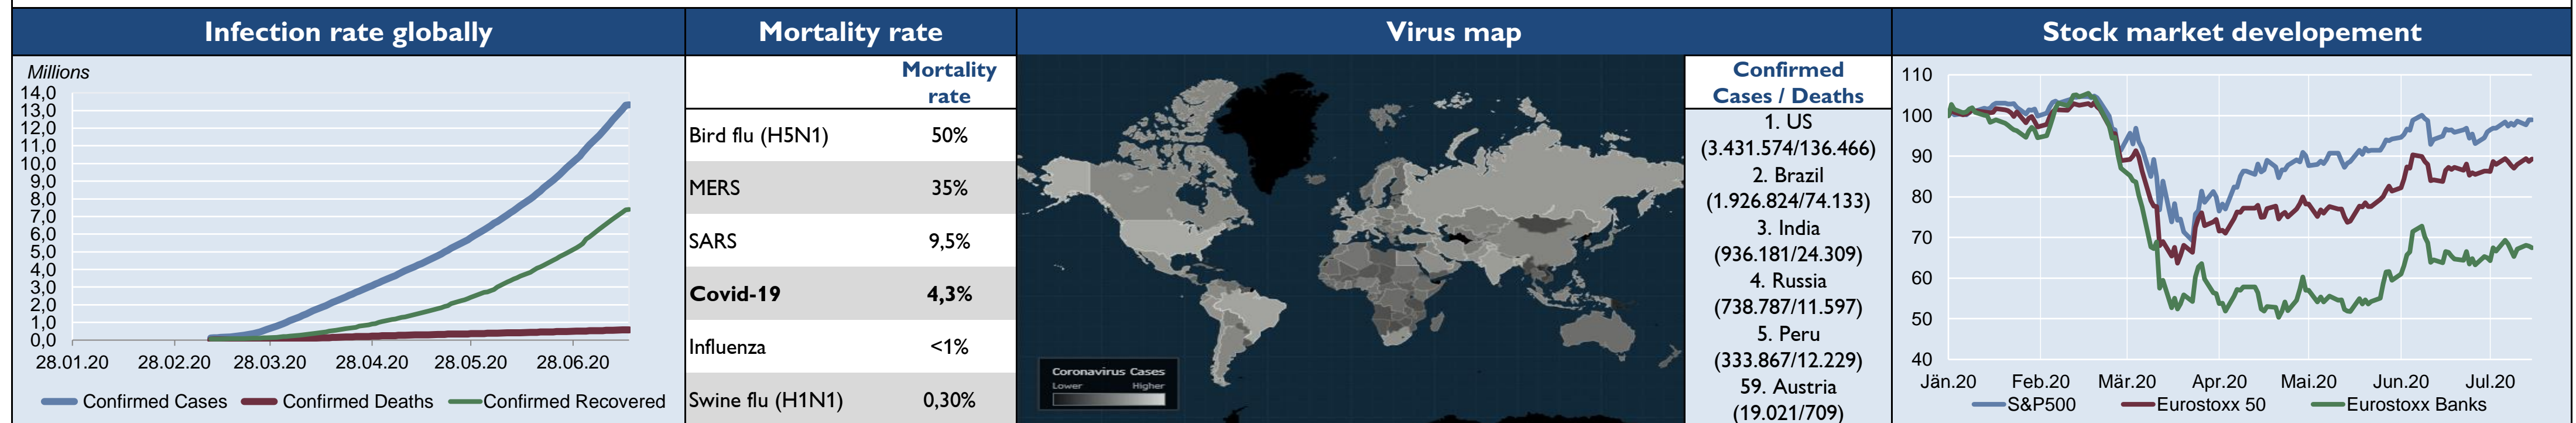 Infection rate globally
Millions
14,0
13,0
12,0
11,0
10,0
9,0
8,0
7,0
6,0
5,0
4,0
3,0
2,0
1,0
0,0
28.01.20 28.02.20 28.03.20 28.04.20 28.05.20 28.06.20
Confirmed Cases Confirmed Deaths Confirmed Recovered
Mortality rate
Mortality
rate
Bird flu (H5N1) 50%
MERS 35%
SARS 9,5%
Covid-19 4,3%
Influenza <1%
Swine flu (H1N1) 0,30%
Virus map
Coronavirus Cases
Lower Higher
Confirmed
Cases / Deaths
1. US
(3.431.574/136.466)
2. Brazil
(1.926.824/74.133)
3. India
(936.181/24.309)
4. Russia
(738.787/11.597)
5. Peru
(333.867/12.229)
59. Austria
(19.021/709)
Stock market developement
110
100
90
80
70
60
50
40
Jän.20 Feb.20 Mär.20 Apr.20 Mai.20 Jun.20 Jul.20
S&P500 Eurostoxx 50 Eurostoxx Banks